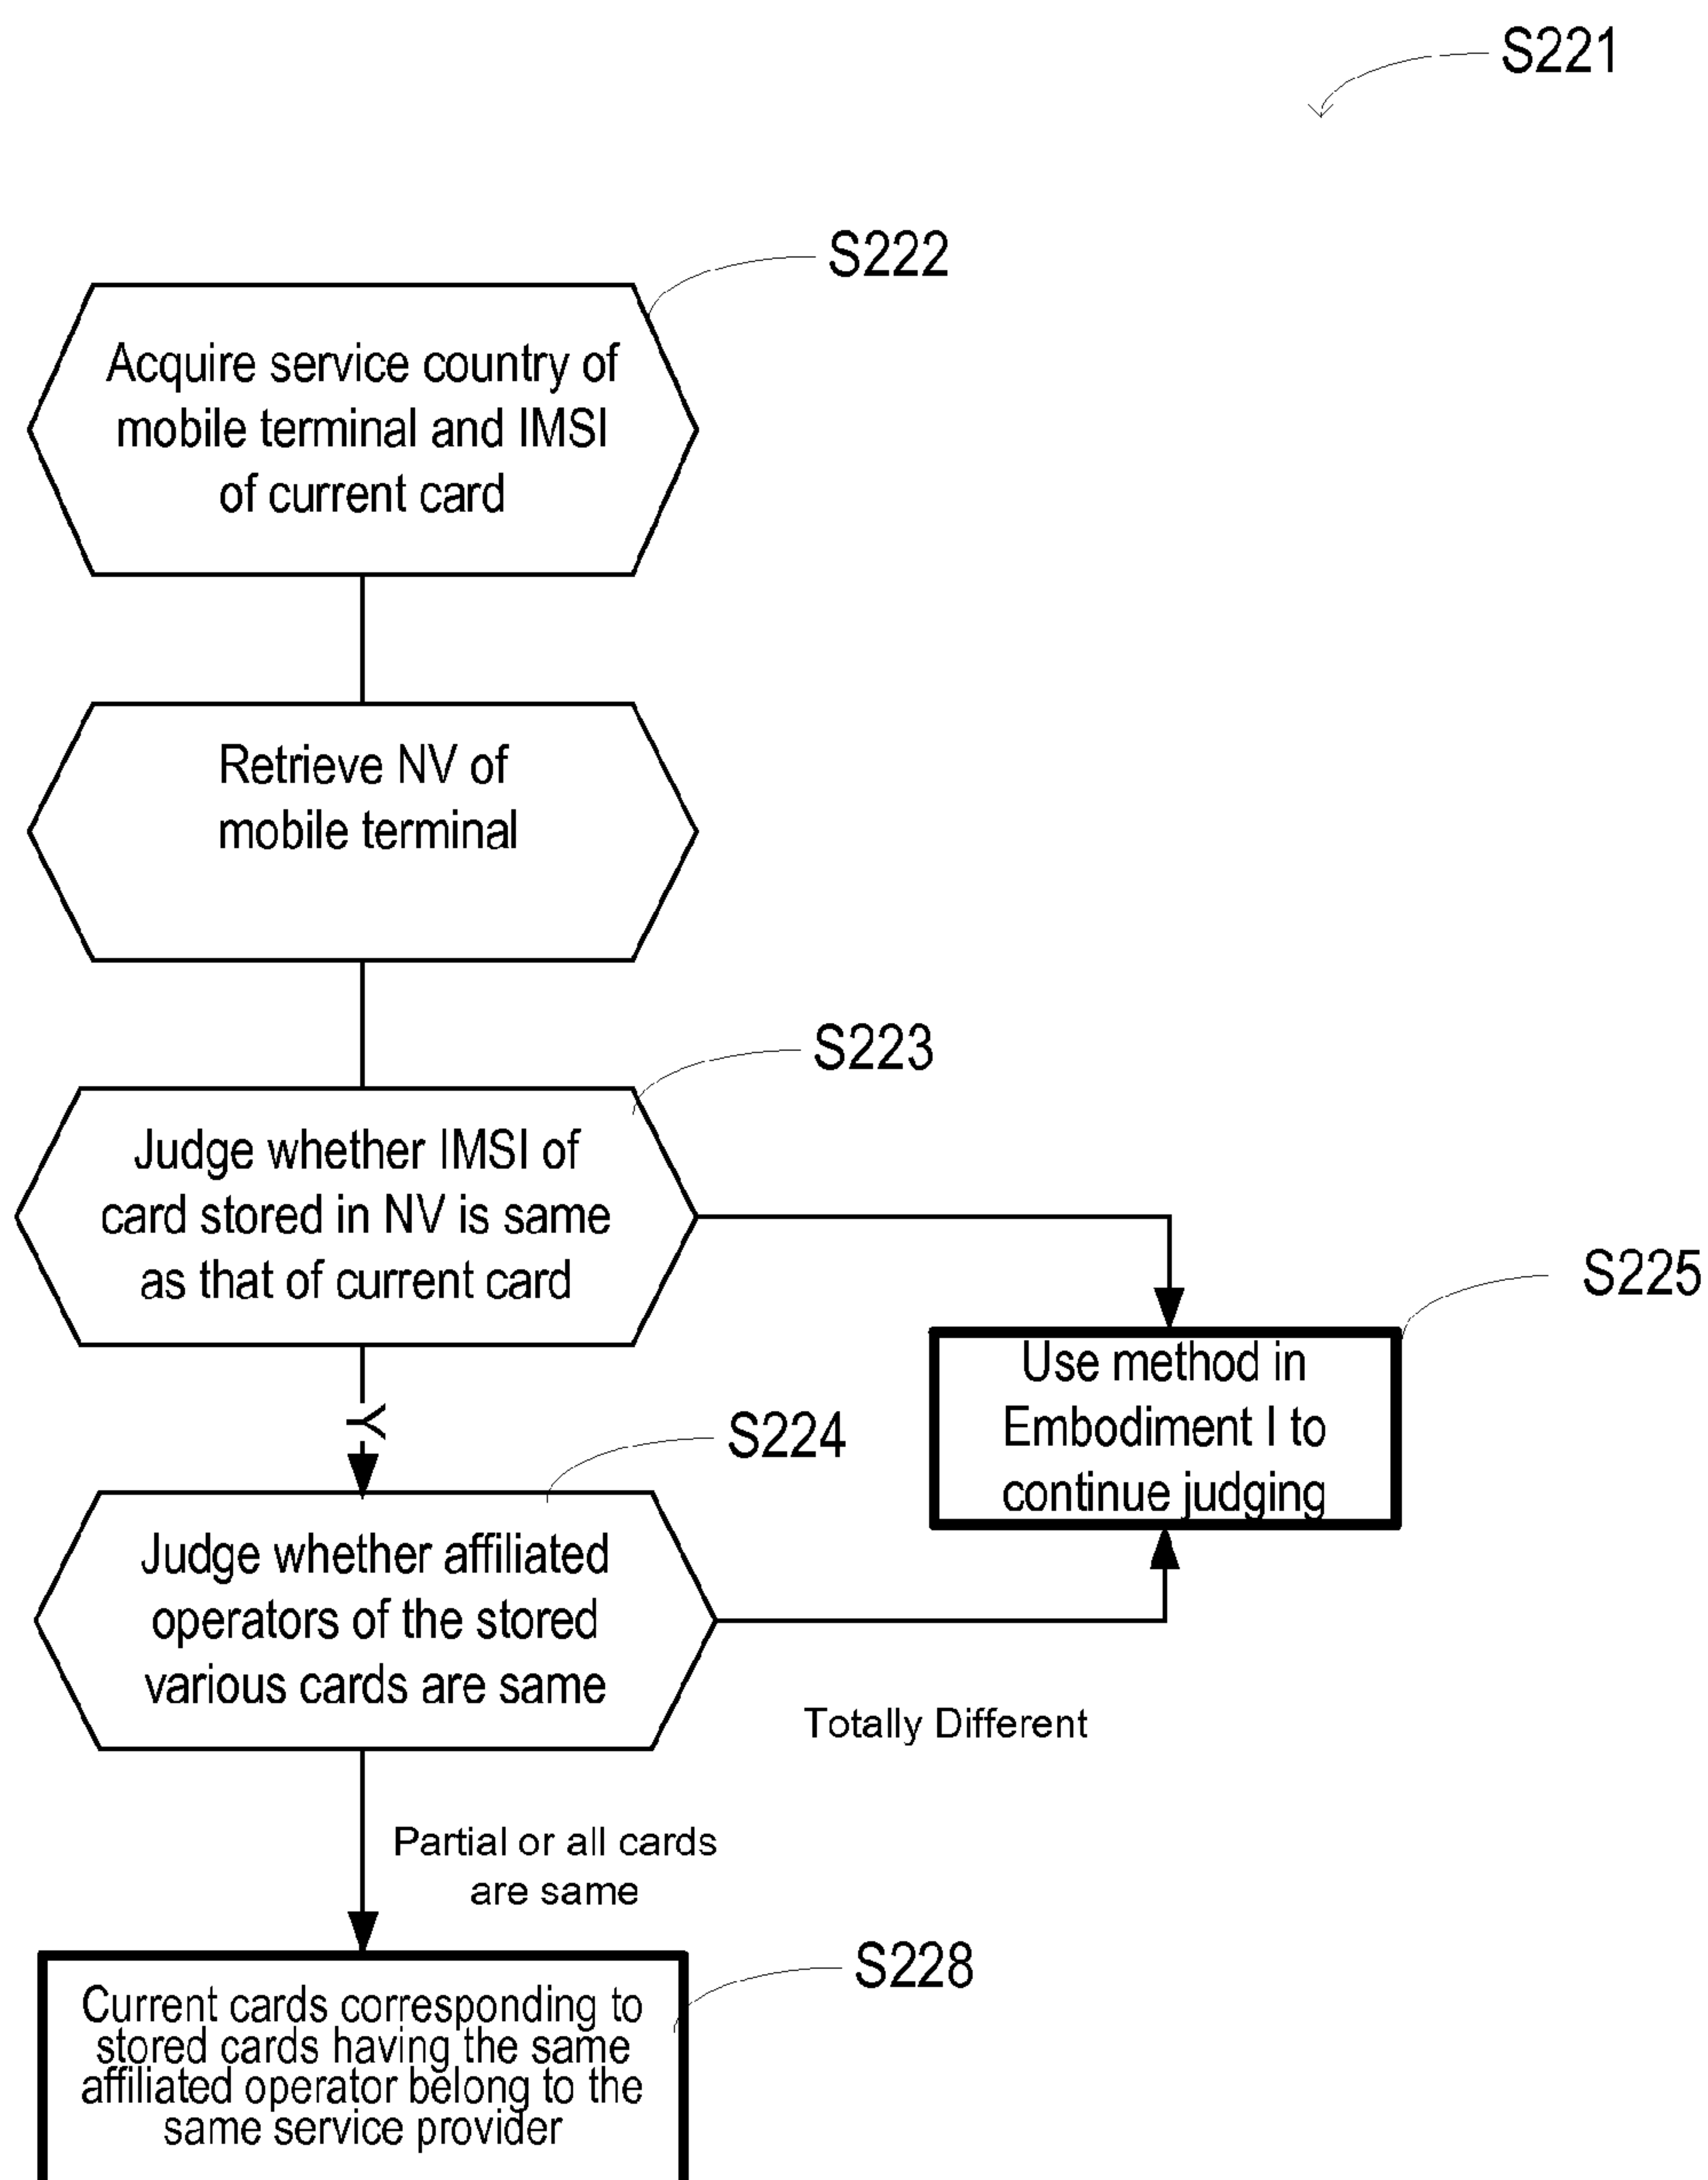 S221
S222
Acquire service country of
mobile terminal and IMSI
of current card
Retrieve NV of
mobile terminal
S223
Judge whether IMSI of
card stored in NV is same
as that of current card
S225
Use method in
Embodiment I to
continue judging
Y
S224
Judge whether affiliated
operators of the stored
various cards are same
Totally Different
Partial or all cards
are same
S228
Current cards corresponding to
stored cards having the same
affiliated operator belong to the
same service provider